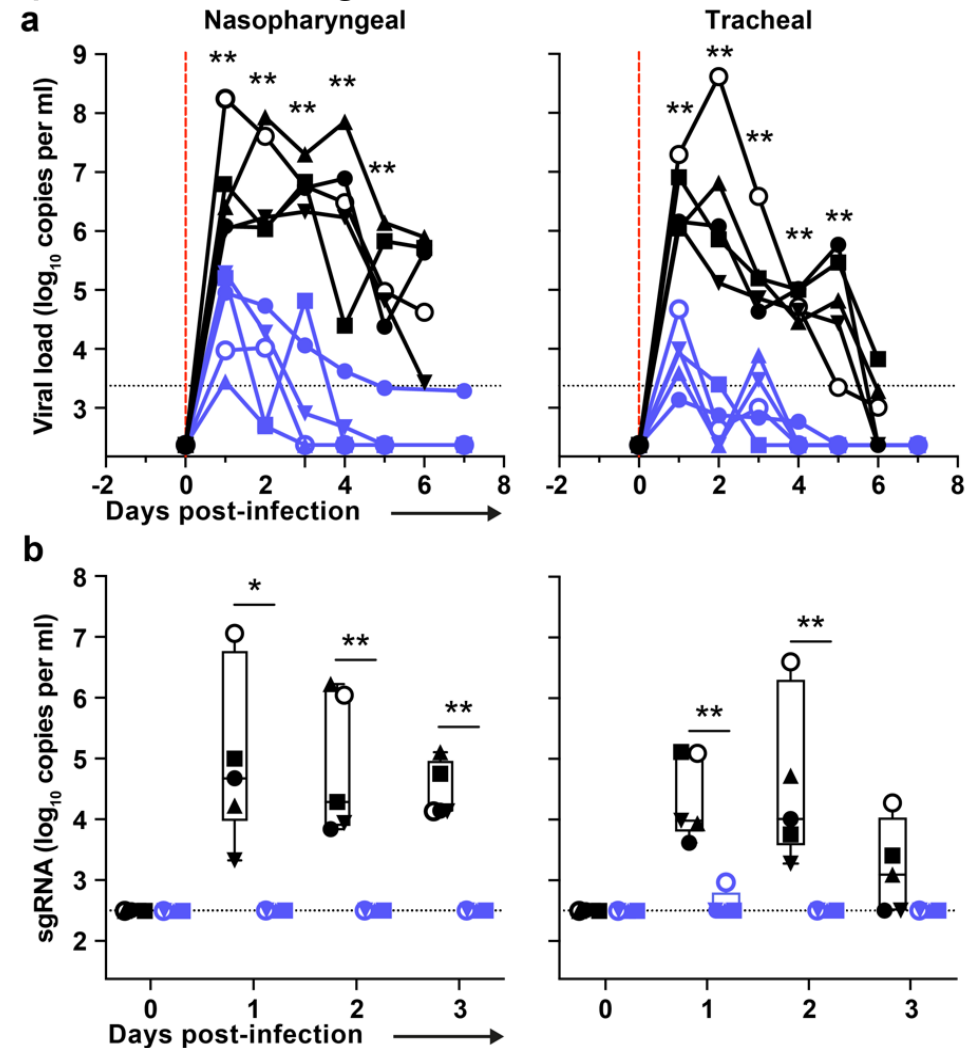 a
Nasopharyngeal
Tracheal
Viral load (log10 copies per ml)
9
8
7
6
5
4
3
** ** ** ** **
-2 0 2 4 6 8
Days post-infection
** ** ** ** **
-2 0 2 4 6 8
b
sgRNA (log10 copies per ml)
8
7
6
5
4
3
2
* ** **
0 1 2 3
Days post-infection
** **
0 1 2 3